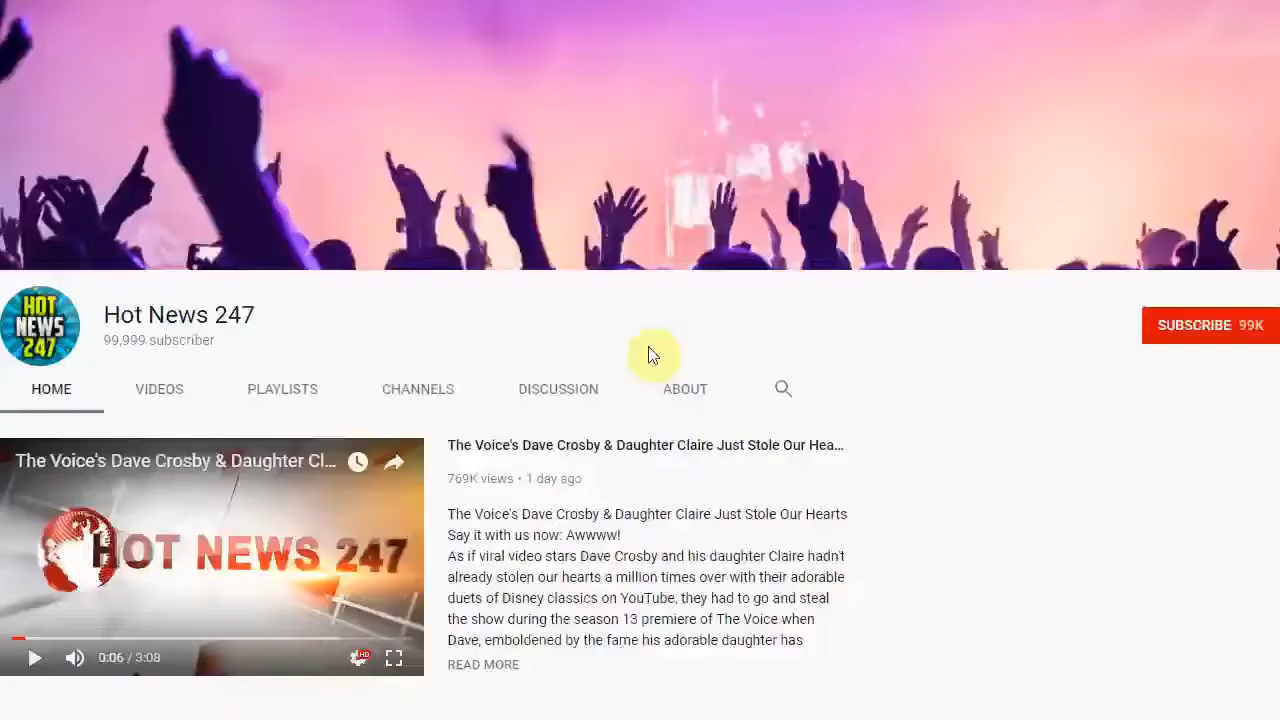 HOT
NEWS
247
Hot News 247
99,999 subscriber
SUBSCRIBE 99K
HOME VIDEOS PLAYLISTS CHANNELS DISCUSSION ABOUT
The Voice's Dave Crosby & Daughter Cl...
HOT NEWS 247
0:06 / 3:08
HD
The Voice's Dave Crosby & Daughter Claire Just Stole Our Hea...
769K views • 1 day ago
The Voice's Dave Crosby & Daughter Claire Just Stole Our Hearts
Say it with us now: Awwww!
As if viral video stars Dave Crosby and his daughter Claire hadn't
already stolen our hearts a million times over with their adorable
duets of Disney classics on YouTube, they had to go and steal
the show during the season 13 premiere of The Voice when
Dave, emboldened by the fame his adorable daughter has
READ MORE